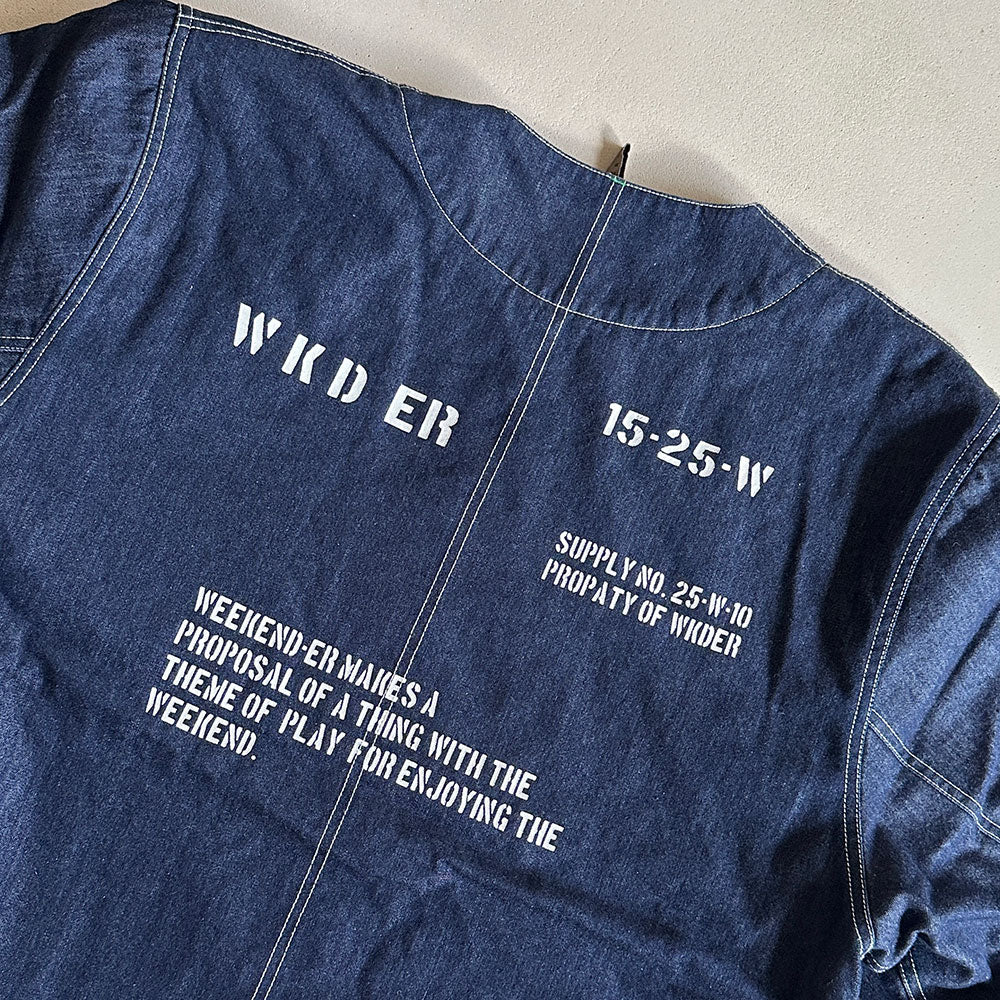 WKD ER
15-25-W
SUPPLY NO. 25-W-10
PROPATY OF WKDER
WEEKEND-ER MAKES A
PROPOSAL OF A THING WITH THE
THEME OF PLAY FOR ENJOYING THE
WEEKEND.